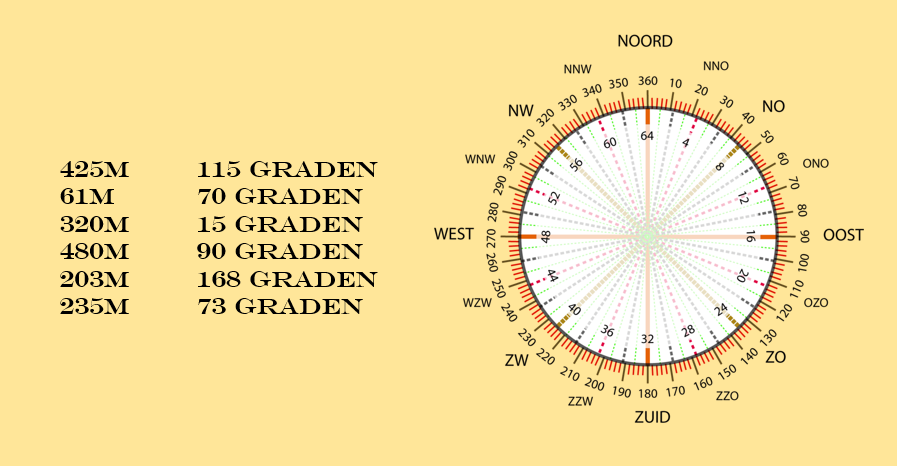 425M 115 GRADEN
61M 70 GRADEN
320M 15 GRADEN
480M 90 GRADEN
203M 168 GRADEN
235M 73 GRADEN
NOORD
NNO
NO
ONO
OOST
OZO
ZO
ZZO
ZUID
ZZW
ZW
WZW
WEST
WNW
NW
NNW
360
10
20
30
40
50
60
70
80
90
100
110
120
130
140
150
160
170
180
190
200
210
220
230
240
250
260
270
280
290
300
310
320
330
340
350
64
4
8
12
16
20
24
28
32
36
40
44
48
52
56
60